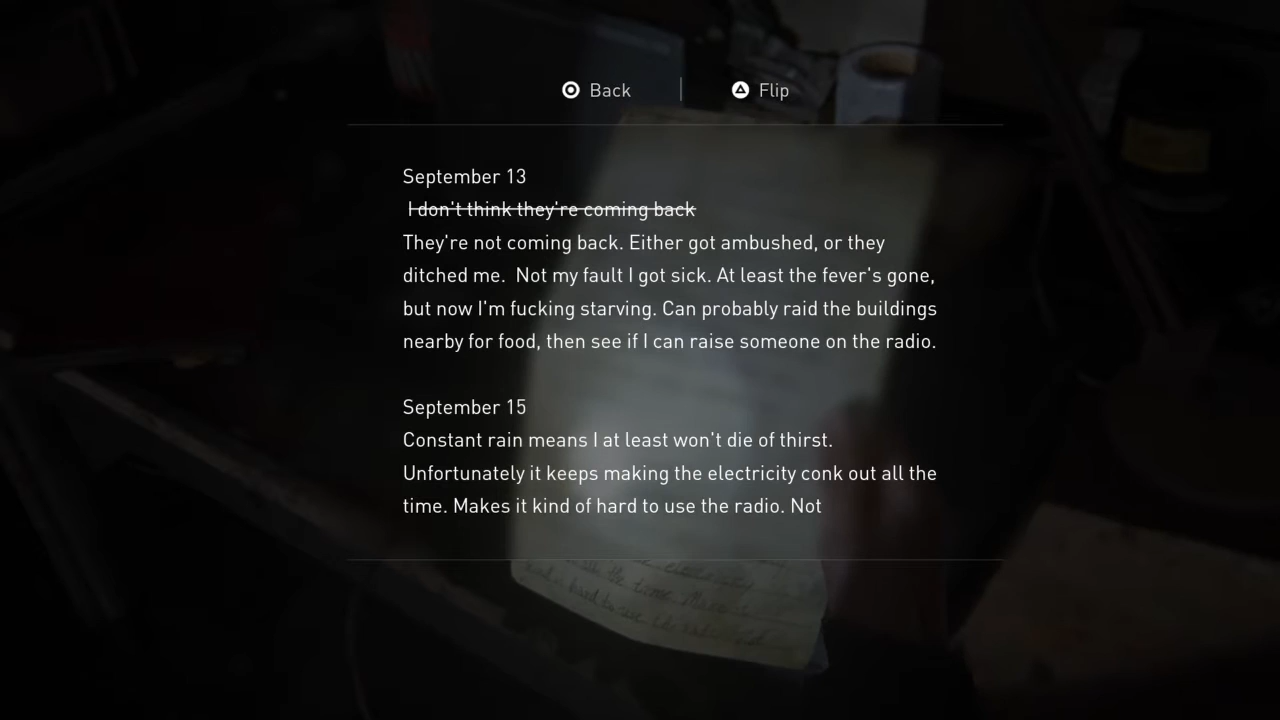 Back
Flip
September 13
I don't think they're coming back
They're not coming back. Either got ambushed, or they
ditched me.  Not my fault I got sick. At least the fever's gone,
but now I'm fucking starving. Can probably raid the buildings
nearby for food, then see if I can raise someone on the radio.
September 15
Constant rain means I at least won't die of thirst.
Unfortunately it keeps making the electricity conk out all the
time. Makes it kind of hard to use the radio. Not